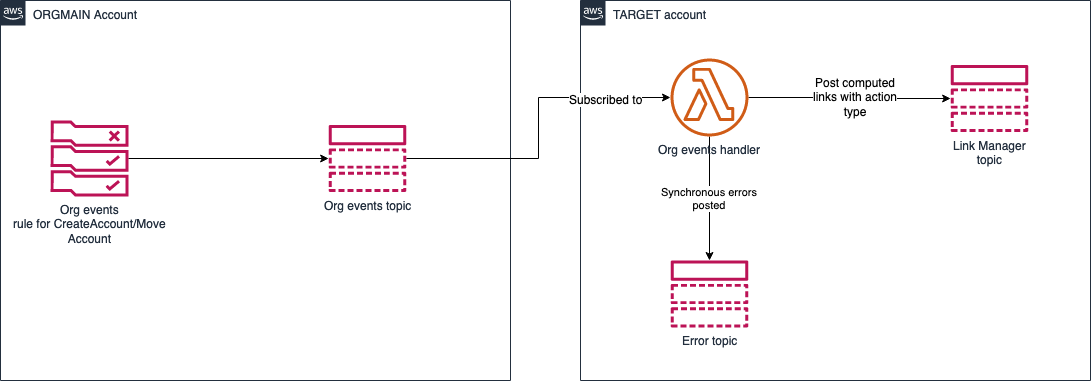 aws
ORGMAIN Account
aws
TARGET account
Org events
rule for CreateAccount/Move
Account
Org events topic
Subscribed to
Org events handler
Post computed
links with action
type
Link Manager
topic
Synchronous errors
posted
Error topic